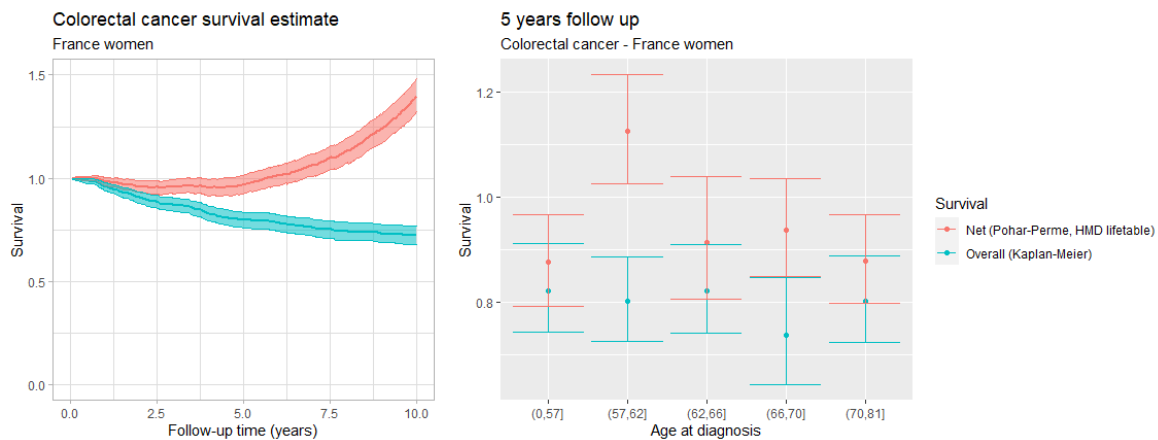 Colorectal cancer survival estimate
France women
1.5
1.0
0.5
0.0
Survival
0.0
2.5
5.0
7.5
10.0
Follow-up time (years)
5 years follow up
Colorectal cancer - France women
1.2
1.0
0.8
Survival
(0,57]
(57,62]
(62,66]
(66,70]
(70,81]
Age at diagnosis
Survival
Net (Pohar-Perme, HMD lifetable)
Overall (Kaplan-Meier)